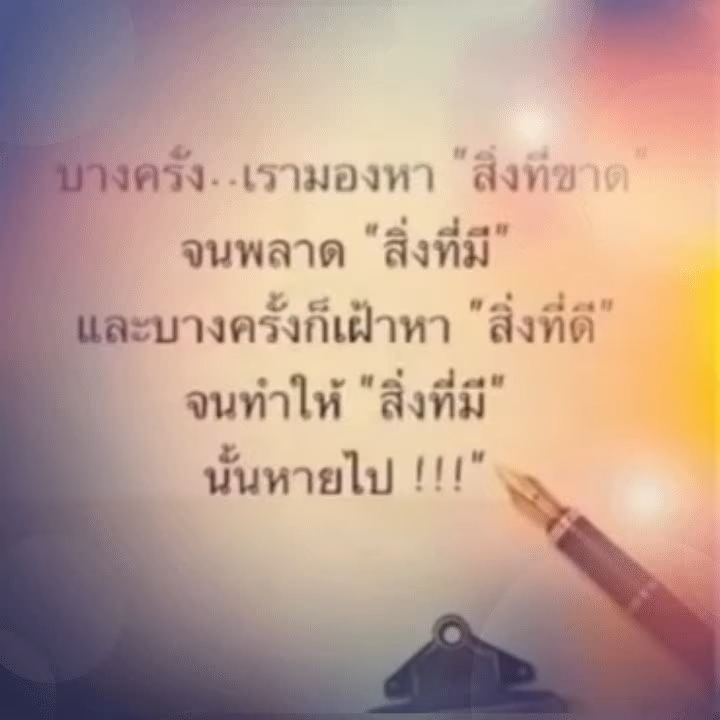 บางครั้ง..เรามองหา "สิ่งที่ขาด"
จนพลาด "สิ่งที่มี"
และบางครั้งก็เฝ้าหา "สิ่งที่ดี"
จนทำให้ "สิ่งที่มี"
นั้นหายไป !!!"